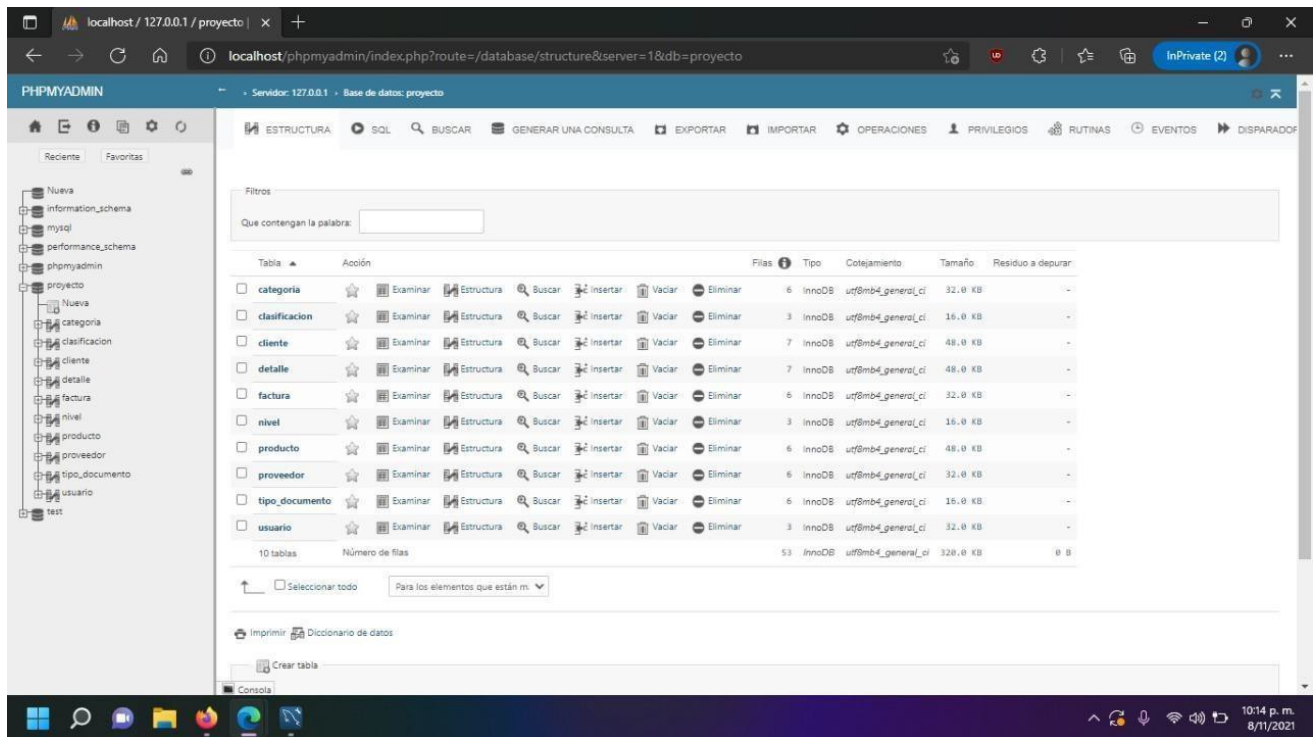 localhost / 127.0.0.1 / proyecto |
localhost/phpmyadmin/index.php?route=/database/structure&server=1&db=proyecto
InPrivate (2)
PHPMYADMIN
Servidor: 127.0.0.1 Base de datos: proyecto
ESTRUCTURA SQL BUSCAR GENERAR UNA CONSULTA EXPORTAR IMPORTAR OPERACIONES PRIVILEGIOS RUTINAS EVENTOS DISPARADOR
Reciente Favoritas
Nueva
information_schema
mysql
performance_schema
phpmyadmin
proyecto
Nueva
categoria
clasificacion
cliente
detalle
factura
nivel
producto
proveedor
tipo_documento
usuario
test
Filtros
Que contengan la palabra:
Tabla Acción Filas Tipo Cotejamiento Tamaño Residuo a depurar
categoria Examinar Estructura Buscar Insertar Vaciar Eliminar 6 InnoDB utf8mb4_general_ci 32.0 KB -
clasificacion Examinar Estructura Buscar Insertar Vaciar Eliminar 3 InnoDB utf8mb4_general_ci 16.0 KB -
cliente Examinar Estructura Buscar Insertar Vaciar Eliminar 7 InnoDB utf8mb4_general_ci 48.0 KB -
detalle Examinar Estructura Buscar Insertar Vaciar Eliminar 7 InnoDB utf8mb4_general_ci 48.0 KB -
factura Examinar Estructura Buscar Insertar Vaciar Eliminar 6 InnoDB utf8mb4_general_ci 32.0 KB -
nivel Examinar Estructura Buscar Insertar Vaciar Eliminar 3 InnoDB utf8mb4_general_ci 16.0 KB -
producto Examinar Estructura Buscar Insertar Vaciar Eliminar 6 InnoDB utf8mb4_general_ci 48.0 KB -
proveedor Examinar Estructura Buscar Insertar Vaciar Eliminar 6 InnoDB utf8mb4_general_ci 32.0 KB -
tipo_documento Examinar Estructura Buscar Insertar Vaciar Eliminar 6 InnoDB utf8mb4_general_ci 16.0 KB -
usuario Examinar Estructura Buscar Insertar Vaciar Eliminar 3 InnoDB utf8mb4_general_ci 32.0 KB -
10 tablas Número de filas 53 InnoDB utf8mb4_general_ci 320.0 KB 0 B
Seleccionar todo Para los elementos que están m
Imprimir Diccionario de datos
Crear tabla
Consola
10:14 p. m.
8/11/2021